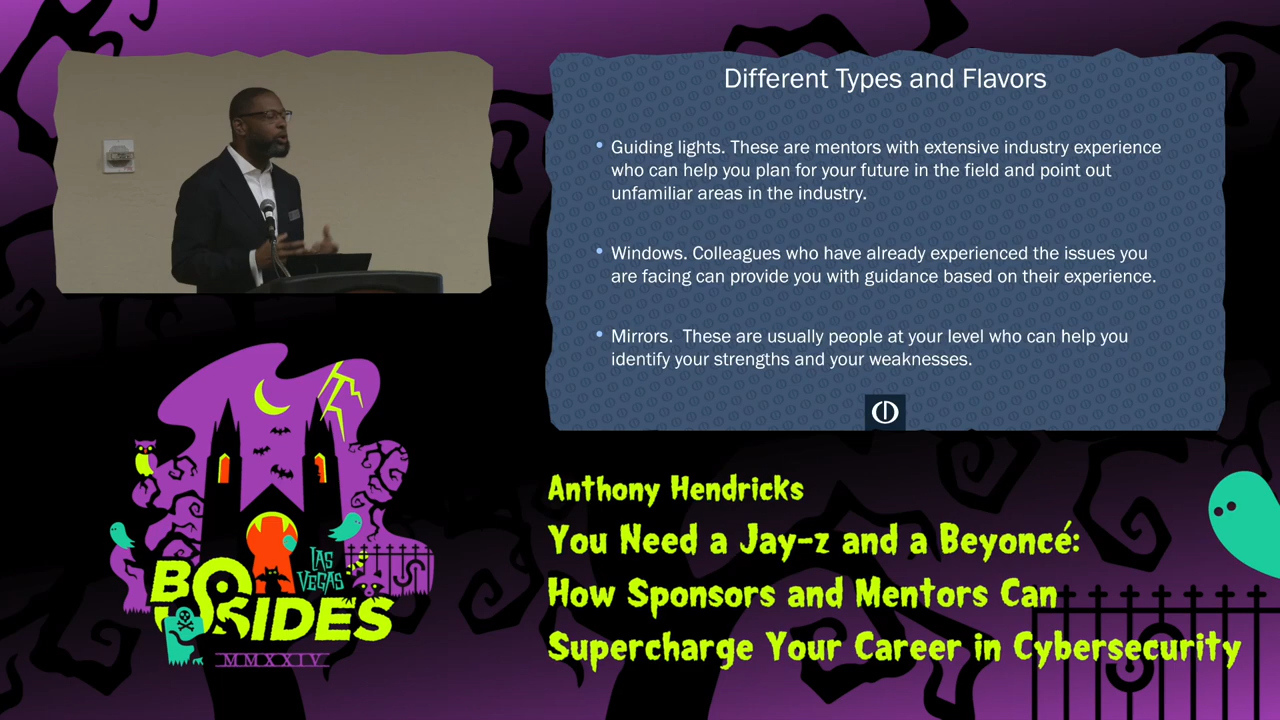 Different Types and Flavors
• Guiding lights. These are mentors with extensive industry experience
who can help you plan for your future in the field and point out
unfamiliar areas in the industry.
• Windows. Colleagues who have already experienced the issues you
are facing can provide you with guidance based on their experience.
• Mirrors.  These are usually people at your level who can help you
identify your strengths and your weaknesses.
Anthony Hendricks
You Need a Jay-z and a Beyoncé:
How Sponsors and Mentors Can
Supercharge Your Career in Cybersecurity
LAS
VEGAS
BSIDES
MMXXIV